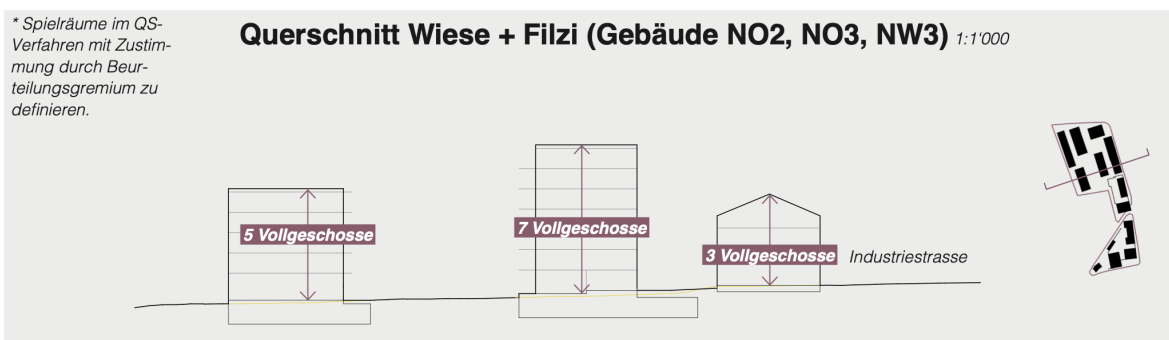 * Spielräume im QS-
Verfahren mit Zustim-
mung durch Beur-
teilungsgremium zu
definieren.
Querschnitt Wiese + Filzi (Gebäude NO2, NO3, NW3) 1:1'000
5 Vollgeschosse
7 Vollgeschosse
3 Vollgeschosse
Industriestrasse